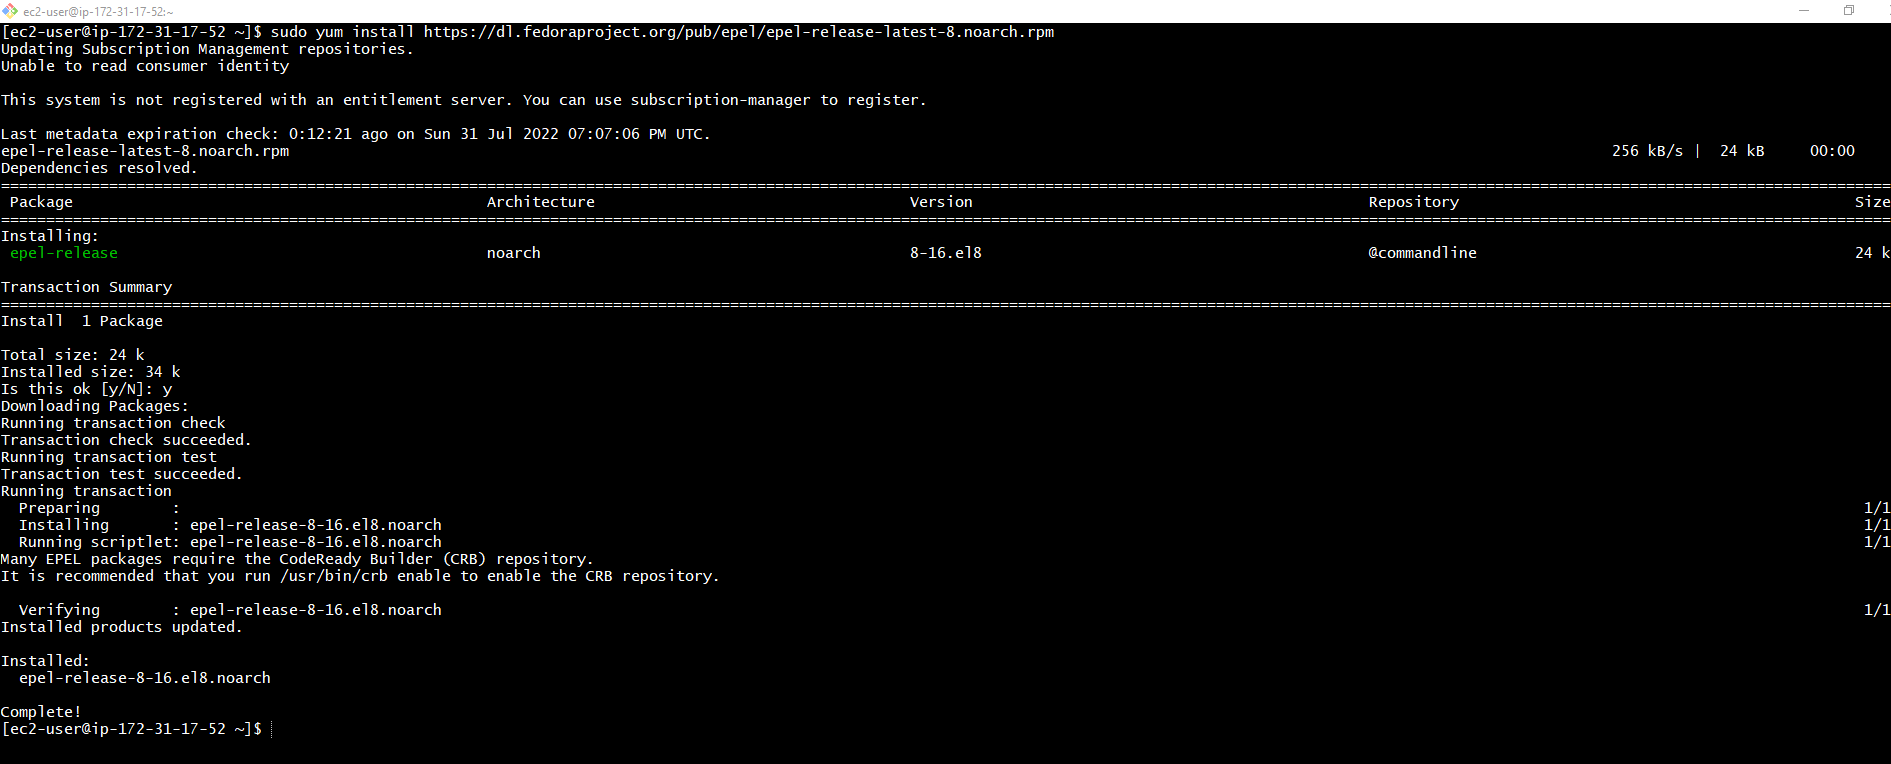 ec2-user@ip-172-31-17-52:~
[ec2-user@ip-172-31-17-52 ~]$ sudo yum install https://dl.fedoraproject.org/pub/epel/epel-release-latest-8.noarch.rpm
Updating Subscription Management repositories.
Unable to read consumer identity
This system is not registered with an entitlement server. You can use subscription-manager to register.
Last metadata expiration check: 0:12:21 ago on Sun 31 Jul 2022 07:07:06 PM UTC.
epel-release-latest-8.noarch.rpm 256 kB/s | 24 kB 00:00
Dependencies resolved.
Package Architecture Version Repository Size
Installing:
epel-release noarch 8-16.el8 @commandline 24 k
Transaction Summary
Install 1 Package
Total size: 24 k
Installed size: 34 k
Is this ok [y/N]: y
Downloading Packages:
Running transaction check
Transaction check succeeded.
Running transaction test
Transaction test succeeded.
Running transaction
Preparing : 1/1
Installing : epel-release-8-16.el8.noarch 1/1
Running scriptlet: epel-release-8-16.el8.noarch 1/1
Many EPEL packages require the CodeReady Builder (CRB) repository.
It is recommended that you run /usr/bin/crb enable to enable the CRB repository.
Verifying : epel-release-8-16.el8.noarch 1/1
Installed products updated.
Installed:
epel-release-8-16.el8.noarch
Complete!
[ec2-user@ip-172-31-17-52 ~]$